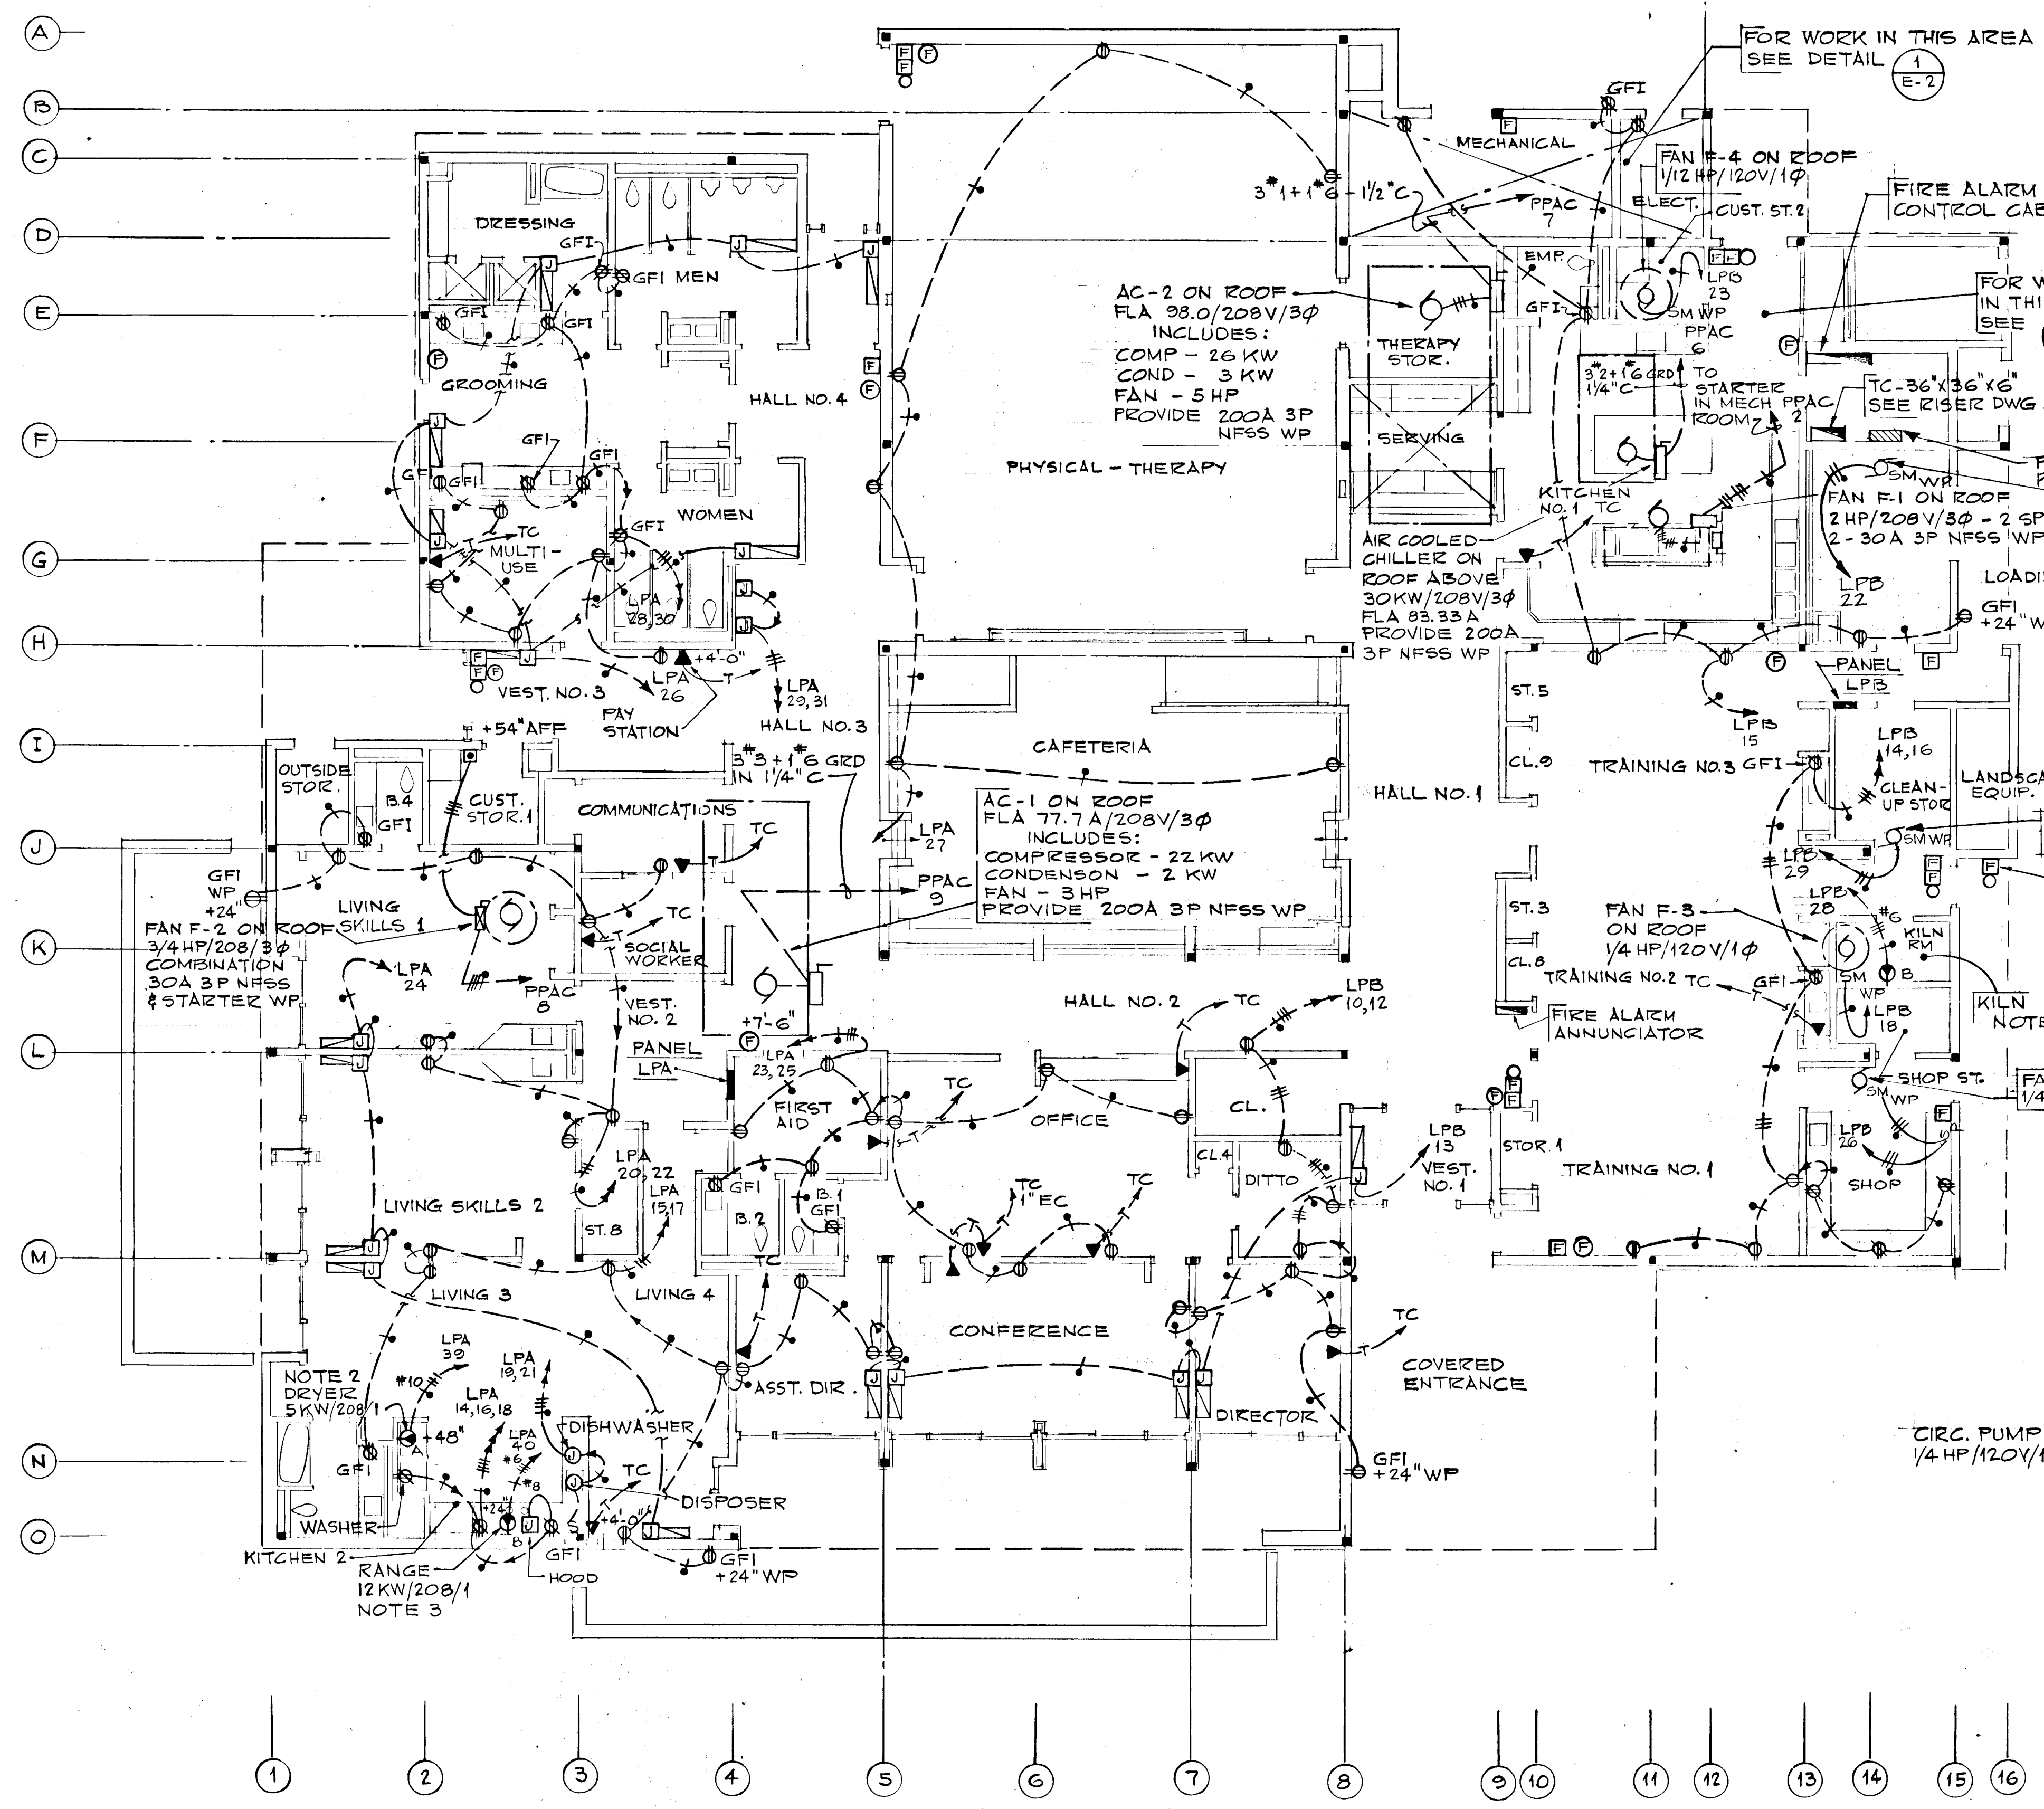 A
FOR WORK IN THIS AREA
SEE DETAIL 1
E-2
F
F
F
GFI
B
MECHANICAL
F
C
FAN F-4 ON ROOF
1/12 HP/120V/1Ø
3#1+1#6-1½"C
PPAC
7
ELECT.
CUST. ST. 2
FIRE ALARM
DRESSING
D
GFI
J
J
J
GFI MEN
EMP.
F
F
LPB
23
AC-2 ON ROOF
FLA 98.0/208V/3Ø
INCLUDES:
COMP - 26 KW
COND - 3 KW
FAN - 5 HP
PROVIDE 200A 3P
NFSS WP
E
GFI
GFI
GFI
SM WP
PPAC
6
FOR
IN
SEE
THERAPY
STOR.
F
F
F
F
GROOMING
HALL NO. 4
3#2+1#6 GRD
1¼"C
TO
STARTER
IN MECH
ROOM
PPAC
2
TC-36"X36"X6"
SEE RISER DWG
F
J
GFI
GFI
GFI
GFI
SERVING
PHYSICAL-THERAPY
SM WP
FAN F-1 ON ROOF
2 HP/208V/3Ø-2
2-30A 3P NFSS WP
KITCHEN
NO. 1
TC
WOMEN
GFI
G
J
TC
MULTI-
USE
J
AIR COOLED
CHILLER ON
ROOF ABOVE
30KW/208V/3Ø
FLA 83.33A
PROVIDE 200A
3P NFSS WP
LPB
22
GFI
+24"
LPA
28,30
J
J
H
F
F
J
+4'-0"
T
LPA
26
LPA
29,31
VEST. NO. 3
PAY
STATION
HALL NO. 3
F
F
PANEL
LPB
ST. 5
LPB
15
+54"AFF
I
CAFETERIA
3#3+1#6 GRD
IN 1¼"C
LPB
14,16
OUTSIDE
STOR.
B.4
GFI
CUST.
STOR. 1
COMMUNICATIONS
CL.9
TRAINING NO.3 GFI
HALL NO. 1
CLEAN-
UP STOR
EQUIP.
AC-1 ON ROOF
FLA 77.7A/208V/3Ø
INCLUDES:
COMPRESSOR - 22 KW
CONDENSON - 2 KW
FAN - 3 HP
PROVIDE 200A 3P NFSS WP
J
TC
T
LPA
27
SM WP
LPB
29
F
F
F
GFI
WP
+24"
PPAC
9
LPB
28
#6
LIVING
SKILLS 1
FAN F-2 ON ROOF
3/4 HP/208/3Ø
COMBINATION
30A 3P NFSS
& STARTER WP
TC
T
SOCIAL
WORKER
ST. 3
FAN F-3
ON ROOF
1/4 HP/120V/1Ø
KILN
RM
K
LPA
24
PPAC
8
CL.8
TRAINING NO.2 TC
GFI
SM
WP
B
VEST.
NO. 2
+7'-6"
HALL NO. 2
TC
LPB
10,12
FIRE ALARM
ANNUNCIATOR
LPB
18
KILN
L
J
J
PANEL
LPA
F
LPA
23,25
FIRST
AID
TC
T
OFFICE
CL.
F
F
F
SHOP ST.
SM WP
F
LPA
20,22
LPB
13
LPB
26
LPA
15,17
GFI
B.2
B.1
GFI
TC
1"EC
TC
CL.4
DITTO
J
VEST.
NO. 1
STOR. 1
TRAINING NO. 1
SHOP
LIVING SKILLS 2
ST. 8
M
J
J
TC
F
F
LIVING 3
LIVING 4
T
CONFERENCE
TC
T
COVERED
ENTRANCE
LPA
39
NOTE 2
DRYER
5KW/208/1
#10
LPA
14,16,18
LPA
19,21
ASST. DIR.
J
J
J
J
DIRECTOR
DISHWASHER
+48"
A
LPA
40
#6
#8
J
J
TC
N
GFI
GFI
+24"WP
CIRC. PUMP
DISPOSER
WASHER
+24"
B
J
S
+4'-0"
J
O
KITCHEN 2
RANGE
12KW/208/1
NOTE 3
GFI
HOOD
GFI
+24"WP
1
2
3
4
5
6
7
8
9
10
11
12
13
14
15
16